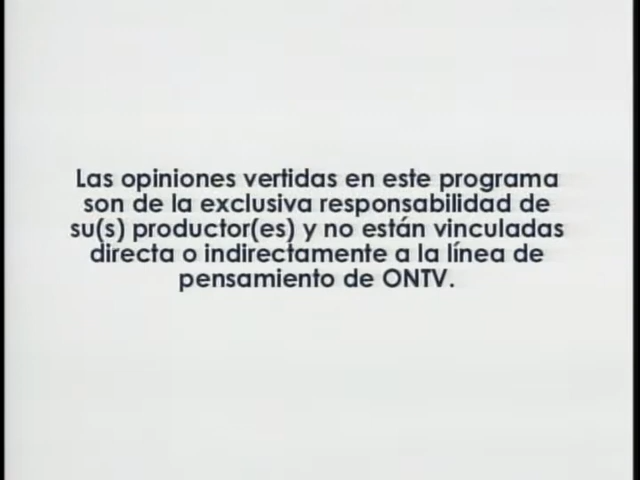 Las opiniones vertidas en este programa
son de la exclusiva responsabilidad de
su(s) productor(es) y no están vinculadas
directa o indirectamente a la línea de
pensamiento de ONTV.